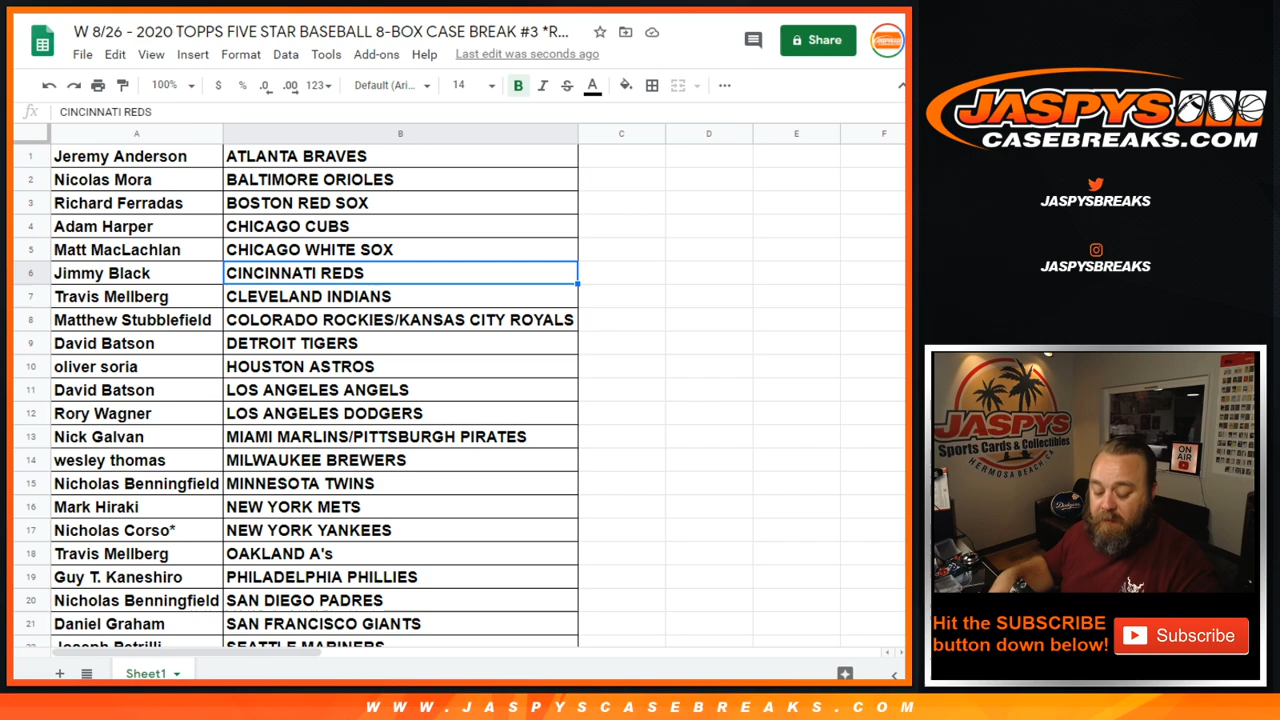 W 8/26 - 2020 TOPPS FIVE STAR BASEBALL 8-BOX CASE BREAK #3 *R...
File Edit View Insert Format Data Tools Add-ons Help Last edit was seconds ago
Share
100% $ % .0 .00 123 Default (Ari... 14 B I S A
fx CINCINNATI REDS
A B C D E F
1 Jeremy Anderson ATLANTA BRAVES
2 Nicolas Mora BALTIMORE ORIOLES
3 Richard Ferradas BOSTON RED SOX
4 Adam Harper CHICAGO CUBS
5 Matt MacLachlan CHICAGO WHITE SOX
6 Jimmy Black CINCINNATI REDS
7 Travis Mellberg CLEVELAND INDIANS
8 Matthew Stubblefield COLORADO ROCKIES/KANSAS CITY ROYALS
9 David Batson DETROIT TIGERS
10 oliver soria HOUSTON ASTROS
11 David Batson LOS ANGELES ANGELS
12 Rory Wagner LOS ANGELES DODGERS
13 Nick Galvan MIAMI MARLINS/PITTSBURGH PIRATES
14 wesley thomas MILWAUKEE BREWERS
15 Nicholas Benningfield MINNESOTA TWINS
16 Mark Hiraki NEW YORK METS
17 Nicholas Corso* NEW YORK YANKEES
18 Travis Mellberg OAKLAND A's
19 Guy T. Kaneshiro PHILADELPHIA PHILLIES
20 Nicholas Benningfield SAN DIEGO PADRES
21 Daniel Graham SAN FRANCISCO GIANTS
22 Joseph Petrilli SEATTLE MARINERS
Sheet1
JASPYS
CASEBREAKS.COM
JASPYSBREAKS
JASPYSBREAKS
JASPYS
Sports Cards & Collectibles
HERMOSA BEACH, CA
ON AIR
Dodgers
Hit the SUBSCRIBE
button down below!
Subscribe
WWW.JASPYSCASEBREAKS.COM